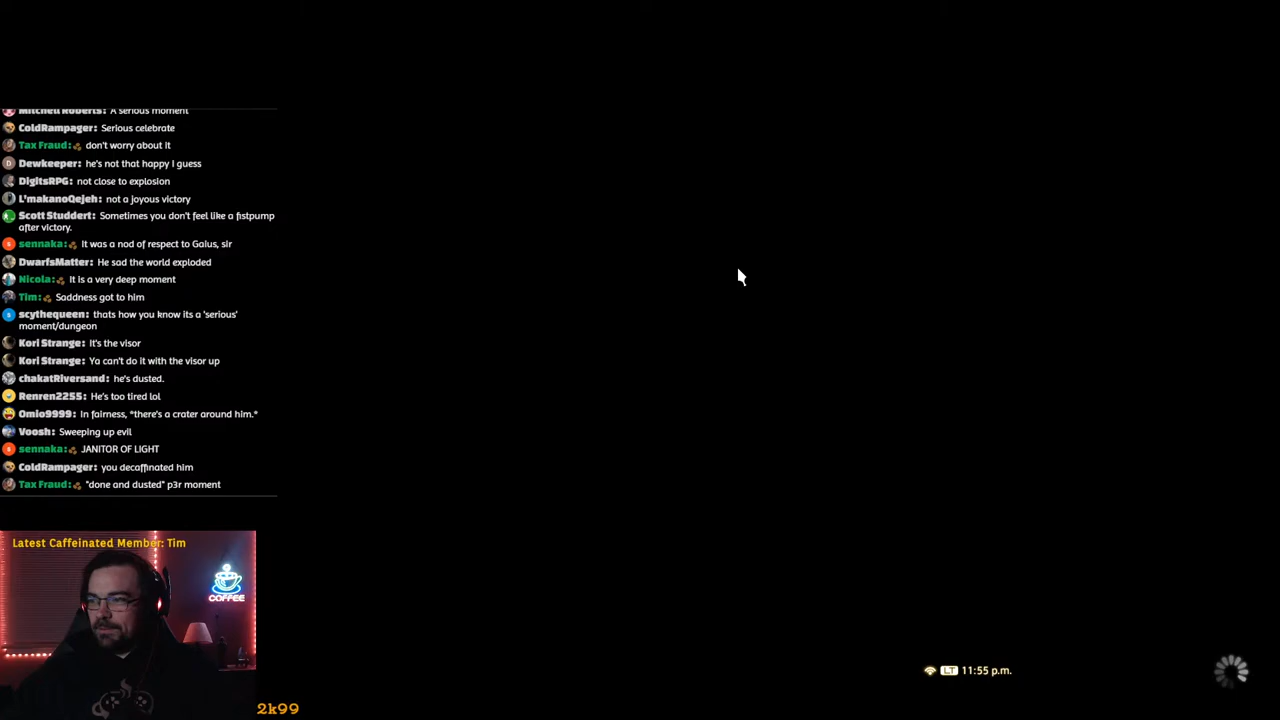 Mitchell Roberts: A serious moment
ColdRampager: Serious celebrate
Tax Fraud: don't worry about it
D Dewkeeper: he's not that happy I guess
DigitsRPG: not close to explosion
L'makanoQejeh: not a joyous victory
Scott Studdert: Sometimes you don't feel like a fistpump
after victory.
S sennaka: it was a nod of respect to Gaius, sir
DwarfsMatter: He sad the world exploded
Nicola: It is a very deep moment
Tim: Saddness got to him
S scythequeen: thats how you know its a 'serious'
moment/dungeon
Kori Strange: It's the visor
Kori Strange: Ya can't do it with the visor up
chakatRiversand: he's dusted.
Renren2255: He's too tired lol
Omio9999: in fairness, *there's a crater around him.*
Voosh: Sweeping up evil
S sennaka: JANITOR OF LIGHT
ColdRampager: you decaffinated him
Tax Fraud: "done and dusted" p3r moment
Latest Caffeinated Member: Tim
COFFEE
LT 11:55 p.m.
2k99